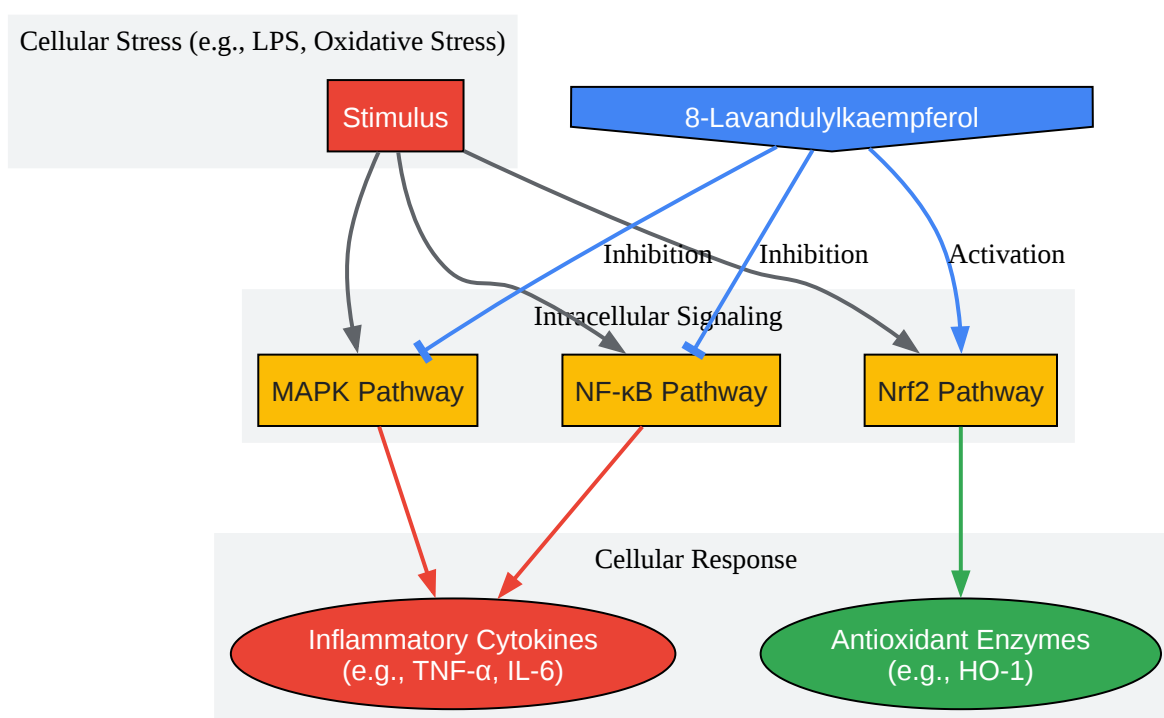 Cellular Stress (e.g., LPS, Oxidative Stress)
Stimulus
8-Lavandulylkaempferol
Inhibition
Inhibition
Activation
Intracellular Signaling
MAPK Pathway
NF-κB Pathway
Nrf2 Pathway
Cellular Response
Inflammatory Cytokines
(e.g., TNF-α, IL-6)
Antioxidant Enzymes
(e.g., HO-1)